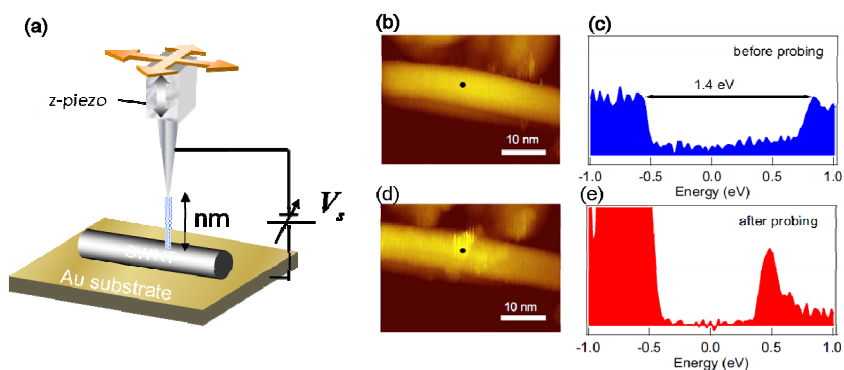 (a)
z-piezo
nm
V_s
SWNT
Au substrate
(b)
10 nm
(c)
before probing
1.4 eV
-1.0 -0.5 0.0 0.5 1.0
Energy (eV)
(d)
10 nm
(e)
after probing
-1.0 -0.5 0.0 0.5 1.0
Energy (eV)